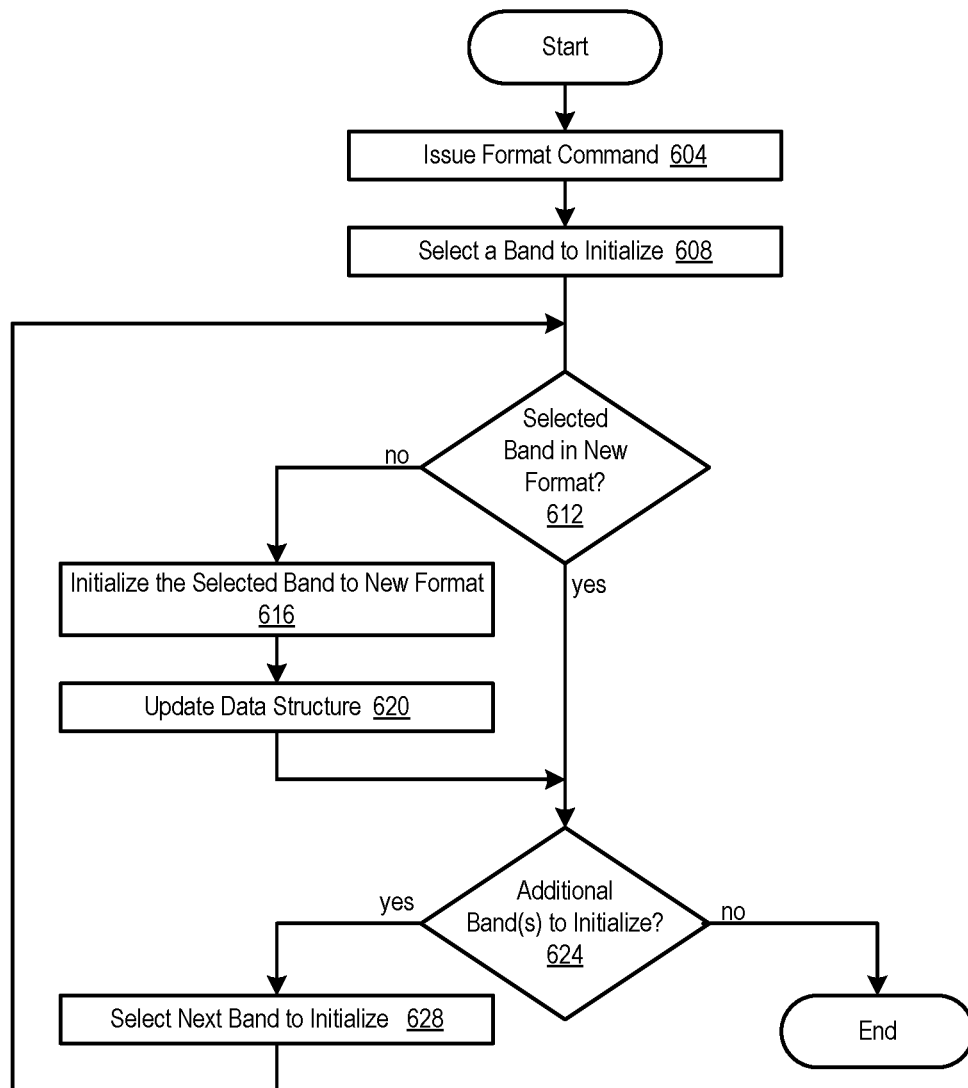 Start
Issue Format Command 604
Select a Band to Initialize 608
Selected
Band in New
Format?
612
no
yes
Initialize the Selected Band to New Format
616
Update Data Structure 620
Additional
Band(s) to Initialize?
624
yes
no
Select Next Band to Initialize 628
End